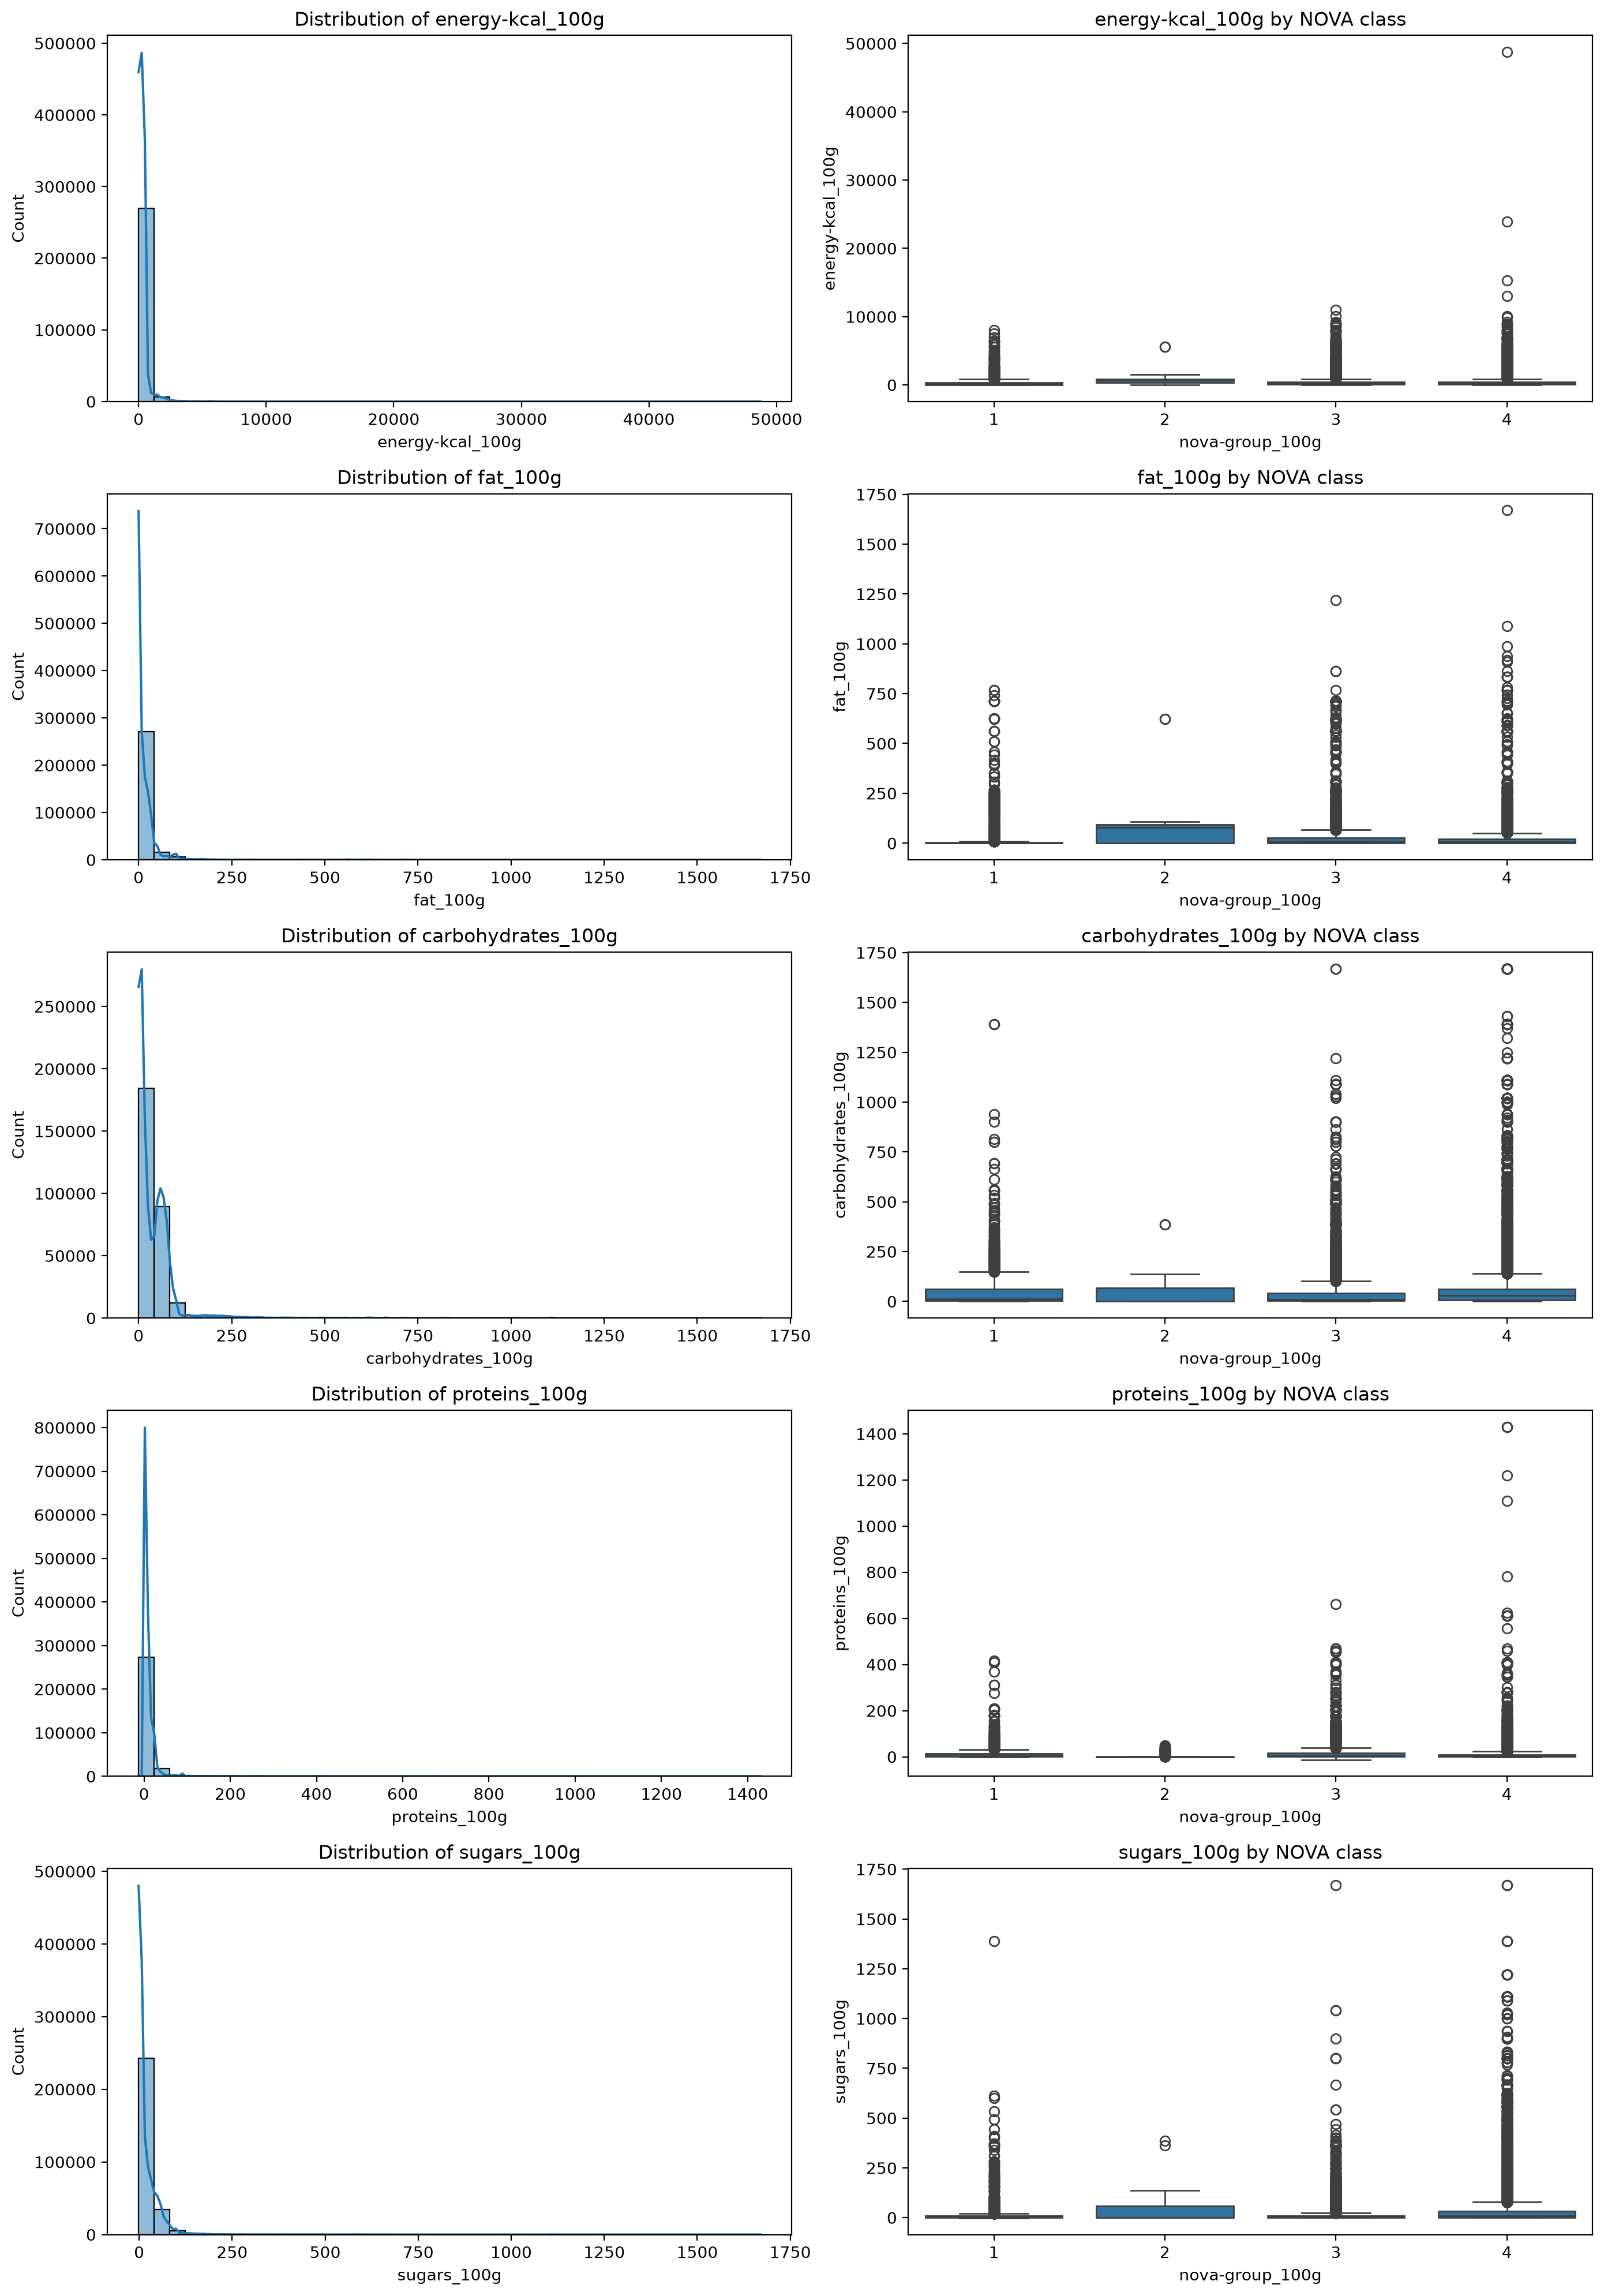 Distribution of energy-kcal_100g
500000
400000
300000
200000
100000
0
Count
0 10000 20000 30000 40000 50000
energy-kcal_100g
energy-kcal_100g by NOVA class
50000
40000
30000
20000
10000
0
energy-kcal_100g
1 2 3 4
nova-group_100g
Distribution of fat_100g
700000
600000
500000
400000
300000
200000
100000
0
Count
0 250 500 750 1000 1250 1500 1750
fat_100g
fat_100g by NOVA class
1750
1500
1250
1000
750
500
250
0
fat_100g
1 2 3 4
nova-group_100g
Distribution of carbohydrates_100g
250000
200000
150000
100000
50000
0
Count
0 250 500 750 1000 1250 1500 1750
carbohydrates_100g
carbohydrates_100g by NOVA class
1750
1500
1250
1000
750
500
250
0
carbohydrates_100g
1 2 3 4
nova-group_100g
Distribution of proteins_100g
800000
700000
600000
500000
400000
300000
200000
100000
0
Count
0 200 400 600 800 1000 1200 1400
proteins_100g
proteins_100g by NOVA class
1400
1200
1000
800
600
400
200
0
proteins_100g
1 2 3 4
nova-group_100g
Distribution of sugars_100g
500000
400000
300000
200000
100000
0
Count
0 250 500 750 1000 1250 1500 1750
sugars_100g
sugars_100g by NOVA class
1750
1500
1250
1000
750
500
250
0
sugars_100g
1 2 3 4
nova-group_100g